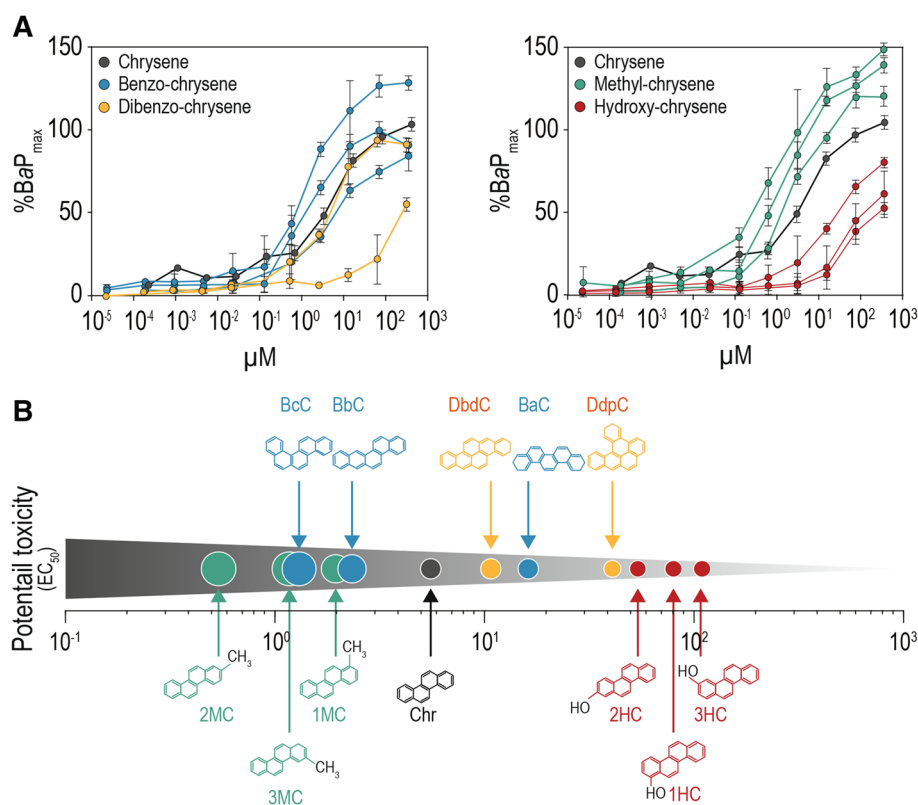 A
150
100
50
0
%BaPmax
Chrysene
Benzo-chrysene
Dibenzo-chrysene
10-5 10-4 10-3 10-2 10-1 100 101 102 103
µM
150
100
50
0
%BaPmax
Chrysene
Methyl-chrysene
Hydroxy-chrysene
10-5 10-4 10-3 10-2 10-1 100 101 102 103
µM
B
BcC BbC DbdC BaC DdpC
Potentail toxicity
(EC50)
10-1 100 101 102 103
CH3 CH3 HO HO
2MC 1MC Chr 2HC 3HC
CH3 HO
3MC 1HC